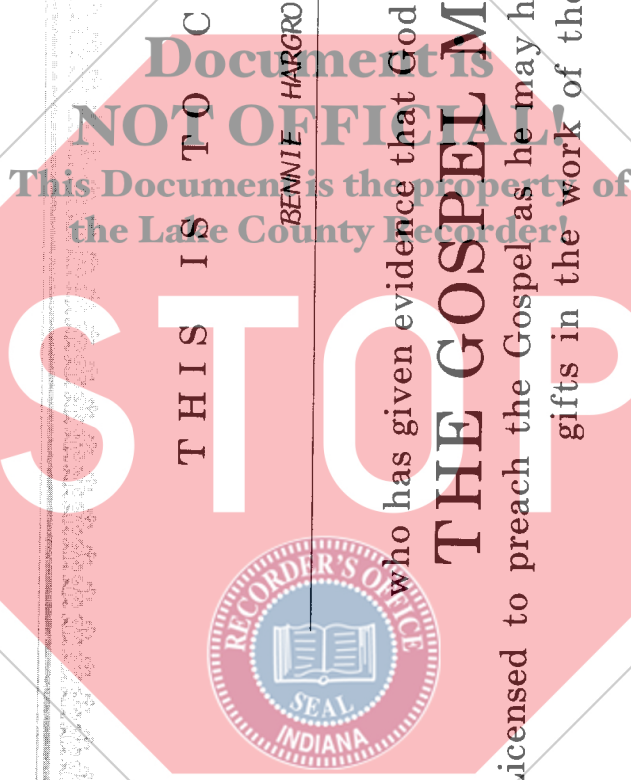 Document is
NOT OFFICIAL!
This Document is the property of
the Lake County Recorder!
STOP
RECORDER'S OFFICE
SEAL
INDIANA
THIS IS TO C
BENNIE HARGRO
who has given evidence that God
THE GOSPEL M
Licensed to preach the Gospel as he may h
gifts in the work of the